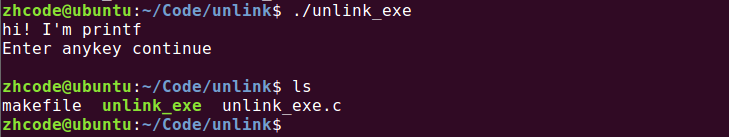 zhcode@ubuntu:~/Code/unlink$ ./unlink_exe
hi! I'm printf
Enter anykey continue
zhcode@ubuntu:~/Code/unlink$ ls
makefile  unlink_exe  unlink_exe.c
zhcode@ubuntu:~/Code/unlink$